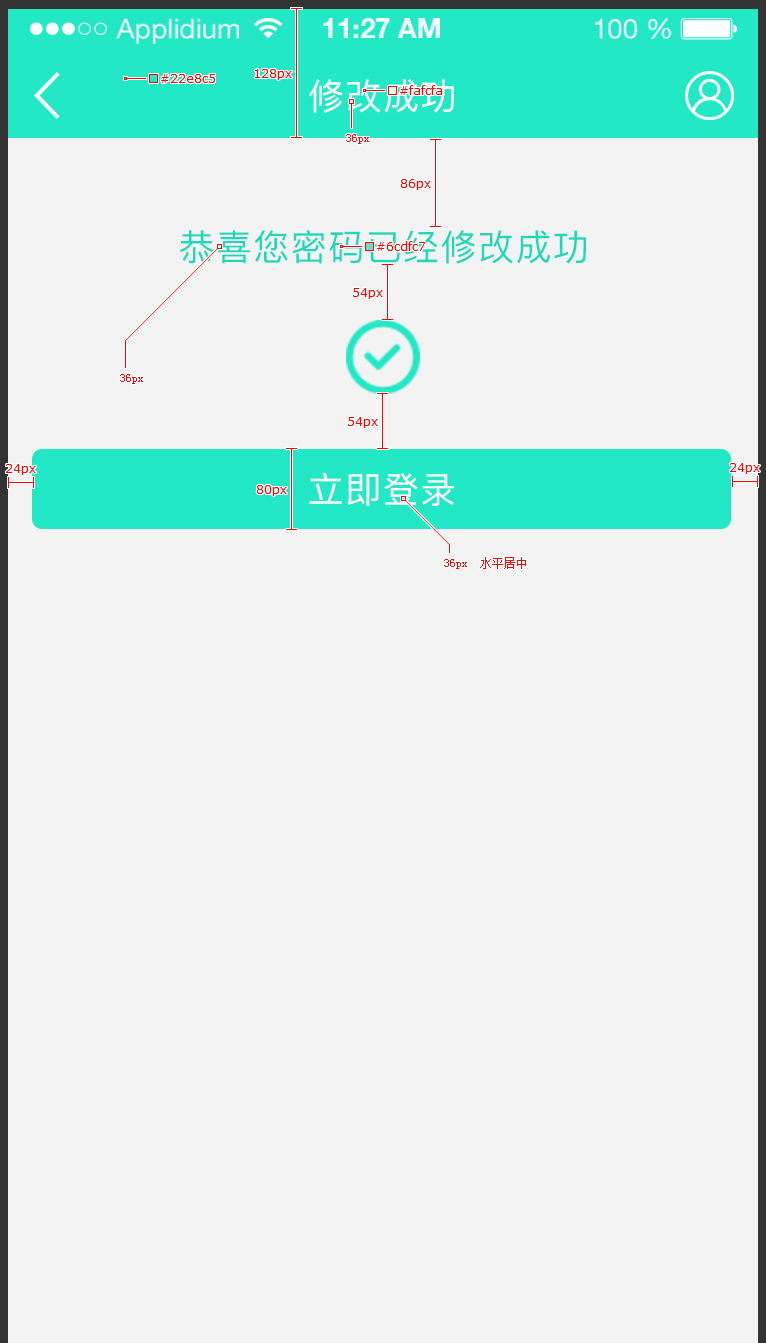 Applidium 11:27 AM 100 %
#22e8c5
128px
修改成功
#fafcfa
36px
86px
恭喜您密码已经修改成功
#6cdfc7
54px
36px
54px
24px
24px
80px
立即登录
36px 水平居中